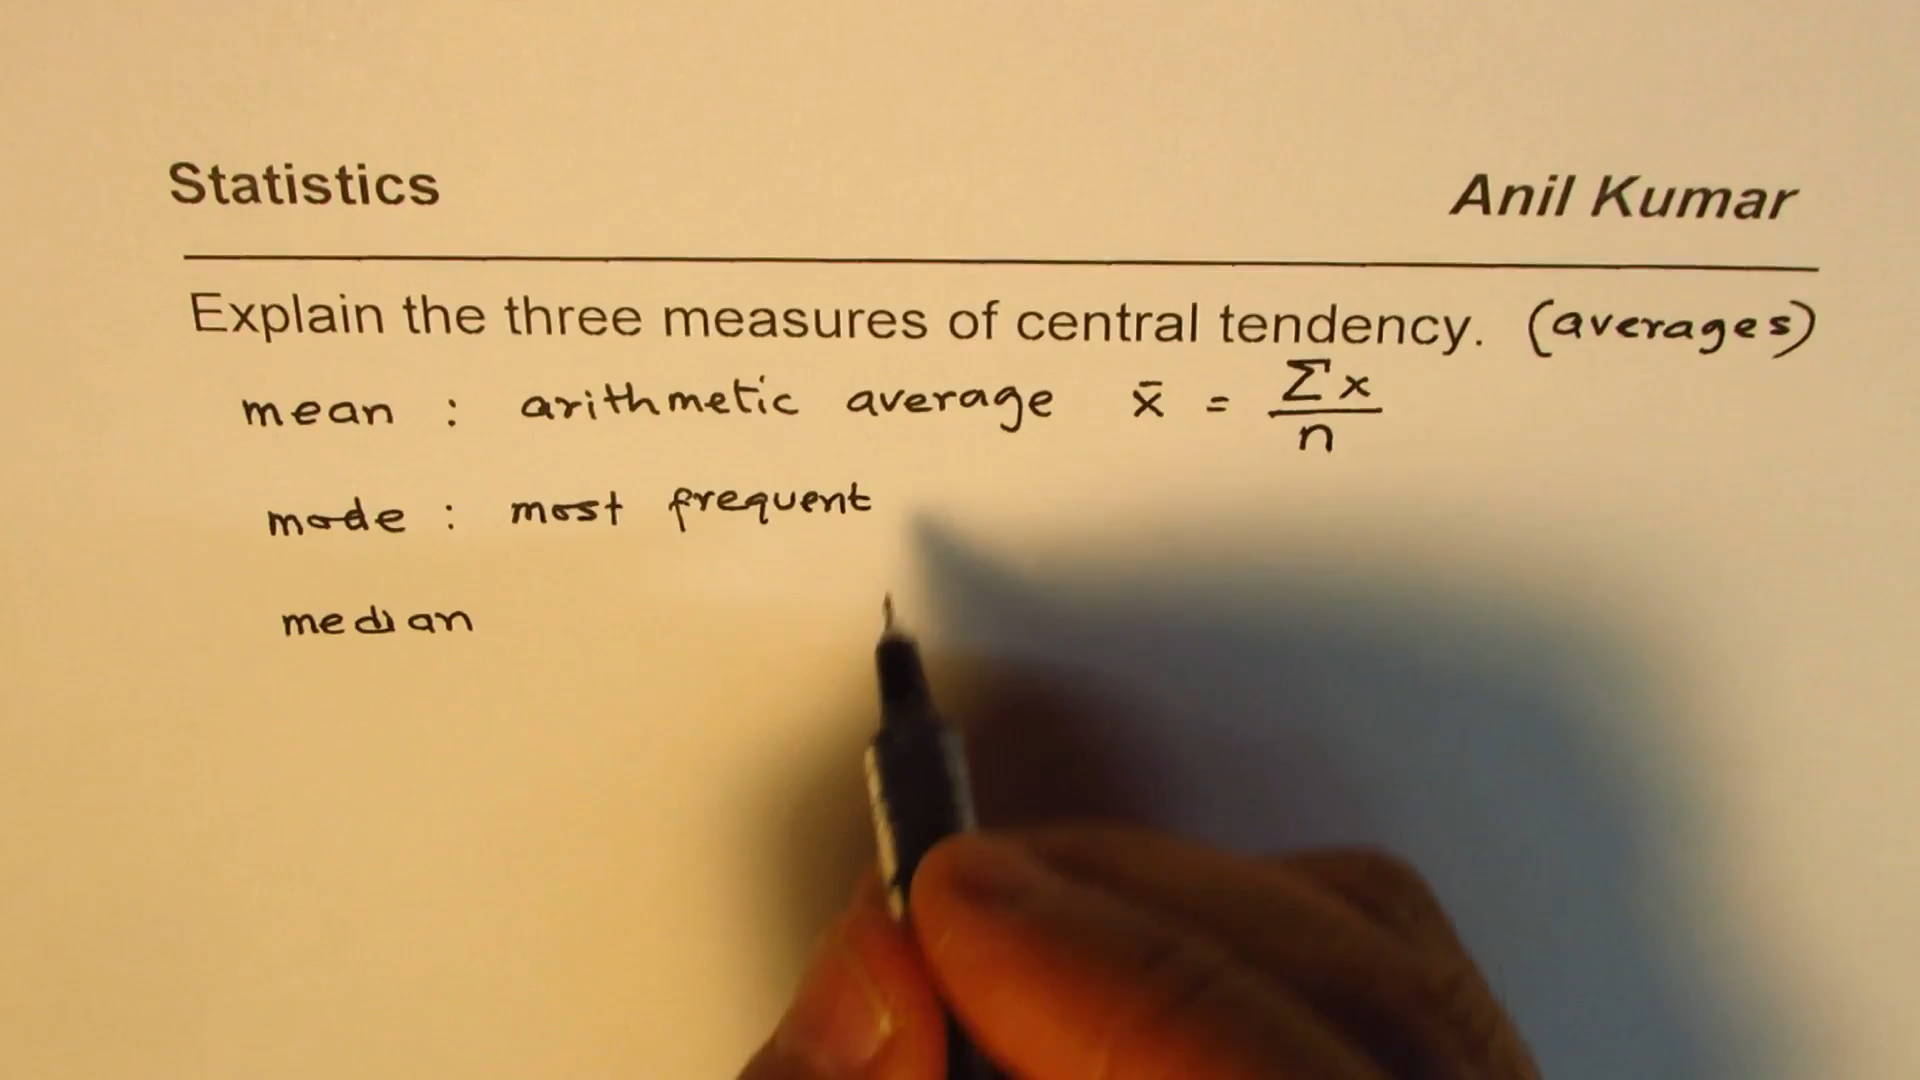 Statistics Anil Kumar
Explain the three measures of central tendency. (averages)
mean : arithmetic average x̄ = Σx / n
mode : most frequent
median